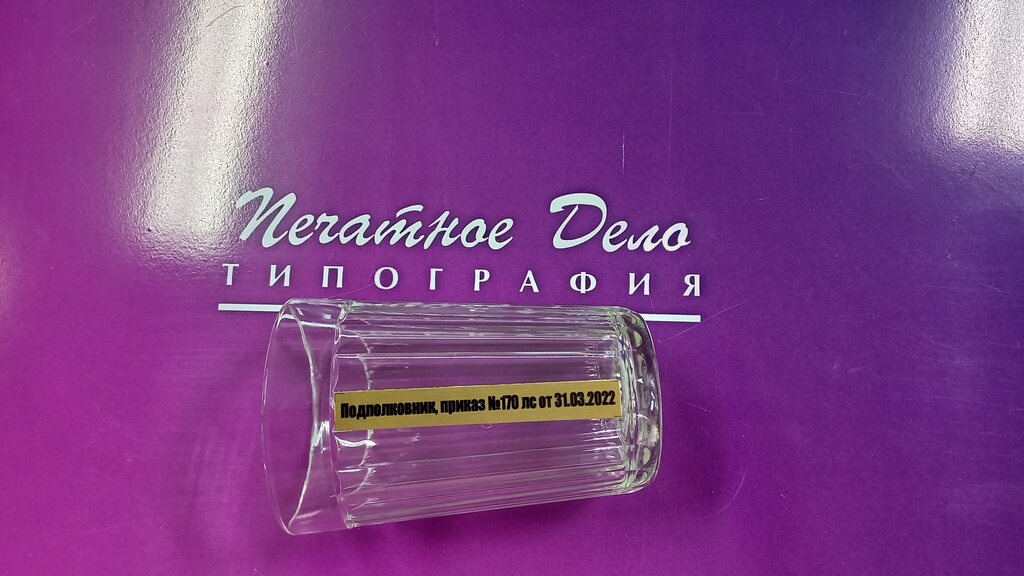 Печатное Дело
ТИПОГРАФИЯ
Подполковник, приказ №170 лс от 31.03.2022